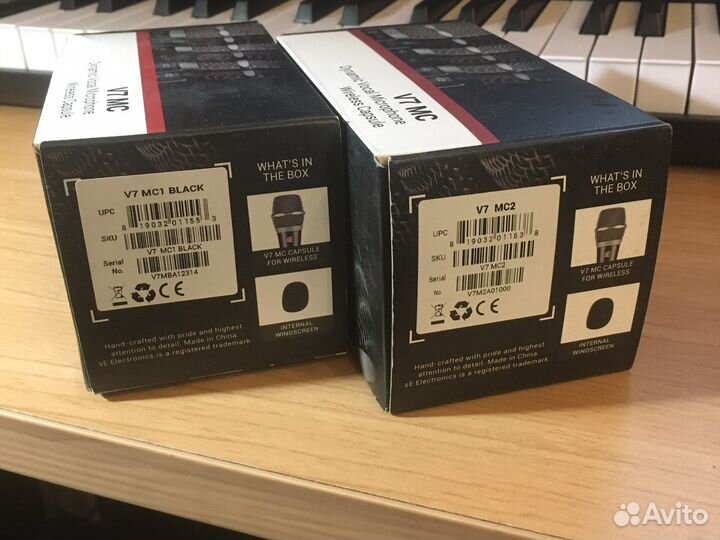 V7 MC
Dynamic Vocal Microphone
Wireless Capsule
V7 MC1 BLACK
UPC
8 19032 01155 3
SKU
V7 MC1 BLACK
Serial No.
V7MBA12314
CE
WHAT'S IN
THE BOX
V7 MC CAPSULE
FOR WIRELESS
INTERNAL
WINDSCREEN
Hand-crafted with pride and highest
attention to detail. Made in China.
sE Electronics is a registered trademark
V7 MC
Dynamic Vocal Microphone
Wireless Capsule
V7 MC2
UPC
8 19032 01163 8
SKU
V7 MC2
Serial No.
V7M2A01000
CE
WHAT'S IN
THE BOX
V7 MC CAPSULE
FOR WIRELESS
INTERNAL
WINDSCREEN
Hand-crafted with pride and highest
attention to detail. Made in China.
sE Electronics is a registered trademark
Avito